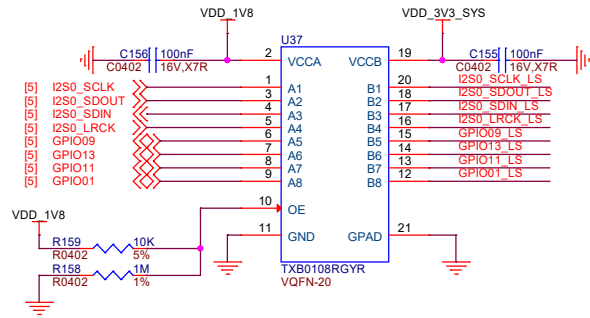 VDD_1V8 VDD_3V3_SYS
U37
C156 100nF 2 VCCA VCCB 19 C155 100nF
C0402 16V,X7R C0402 16V,X7R
[5] I2S0_SCLK 1 A1 B1 20 I2S0_SCLK_LS
[5] I2S0_SDOUT 3 A2 B2 18 I2S0_SDOUT_LS
[5] I2S0_SDIN 4 A3 B3 17 I2S0_SDIN_LS
[5] I2S0_LRCK 5 A4 B4 16 I2S0_LRCK_LS
[5] GPIO09 6 A5 B5 15 GPIO09_LS
[5] GPIO13 7 A6 B6 14 GPIO13_LS
[5] GPIO11 8 A7 B7 13 GPIO11_LS
[5] GPIO01 9 A8 B8 12 GPIO01_LS
VDD_1V8 10 OE
11 GND GPAD 21
R159 10K
R0402 5%
R158 1M
R0402 1%
TXB0108RGYR
VQFN-20